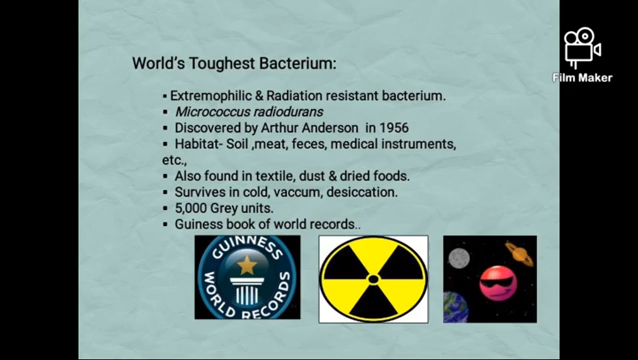 World's Toughest Bacterium:
▪ Extremophilic & Radiation resistant bacterium.
▪ Micrococcus radiodurans
▪ Discovered by Arthur Anderson in 1956
▪ Habitat- Soil ,meat, feces, medical instruments,
etc.,
▪ Also found in textile, dust & dried foods.
▪ Survives in cold, vaccum, desiccation.
▪ 5,000 Grey units.
▪ Guiness book of world records..
GUINNESS
WORLD RECORDS
Film Maker